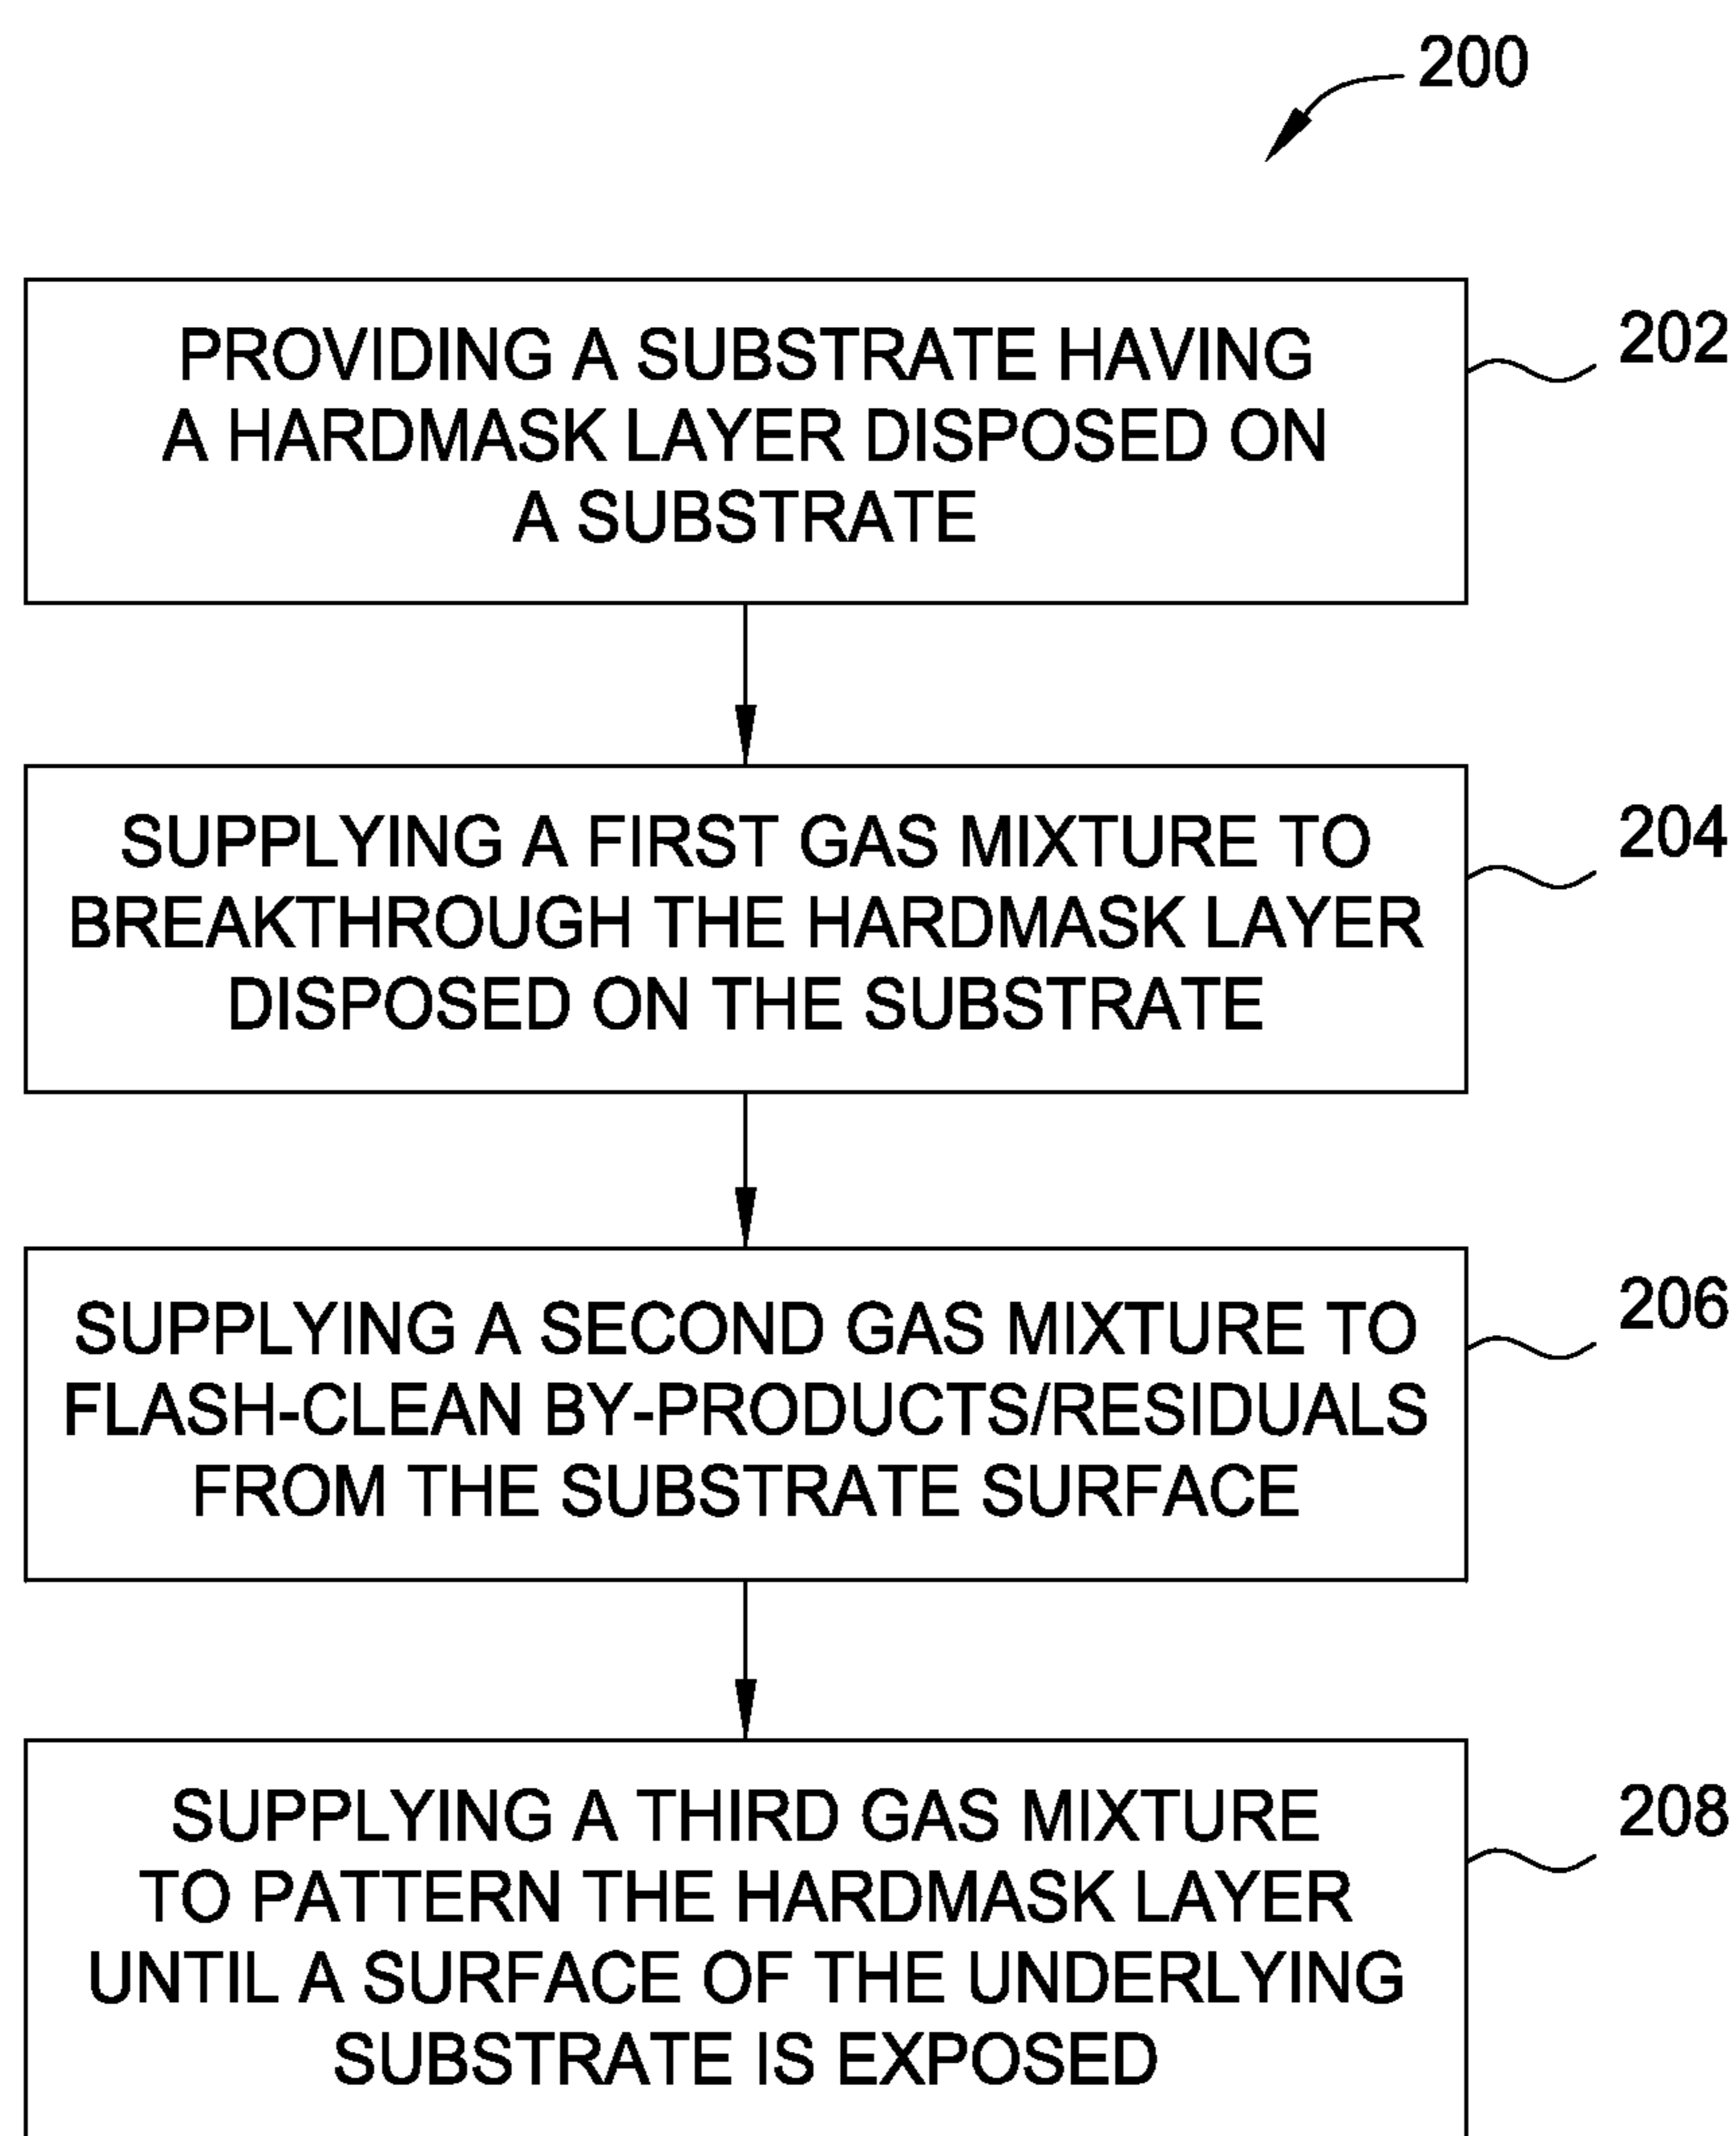 200
PROVIDING A SUBSTRATE HAVING
A HARDMASK LAYER DISPOSED ON
A SUBSTRATE
202
SUPPLYING A FIRST GAS MIXTURE TO
BREAKTHROUGH THE HARDMASK LAYER
DISPOSED ON THE SUBSTRATE
204
SUPPLYING A SECOND GAS MIXTURE TO
FLASH-CLEAN BY-PRODUCTS/RESIDUALS
FROM THE SUBSTRATE SURFACE
206
SUPPLYING A THIRD GAS MIXTURE
TO PATTERN THE HARDMASK LAYER
UNTIL A SURFACE OF THE UNDERLYING
SUBSTRATE IS EXPOSED
208